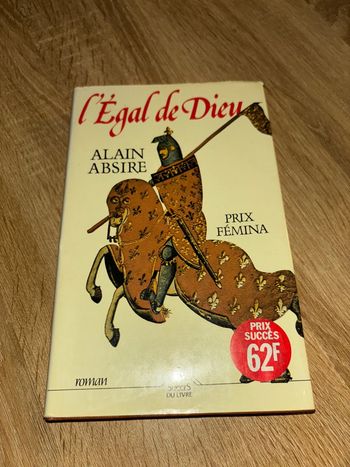 l'Égal de Dieu
ALAIN
ABSIRE
PRIX
FÉMINA
PRIX
SUCCÈS
62F
roman
SUCCÈS
DU LIVRE